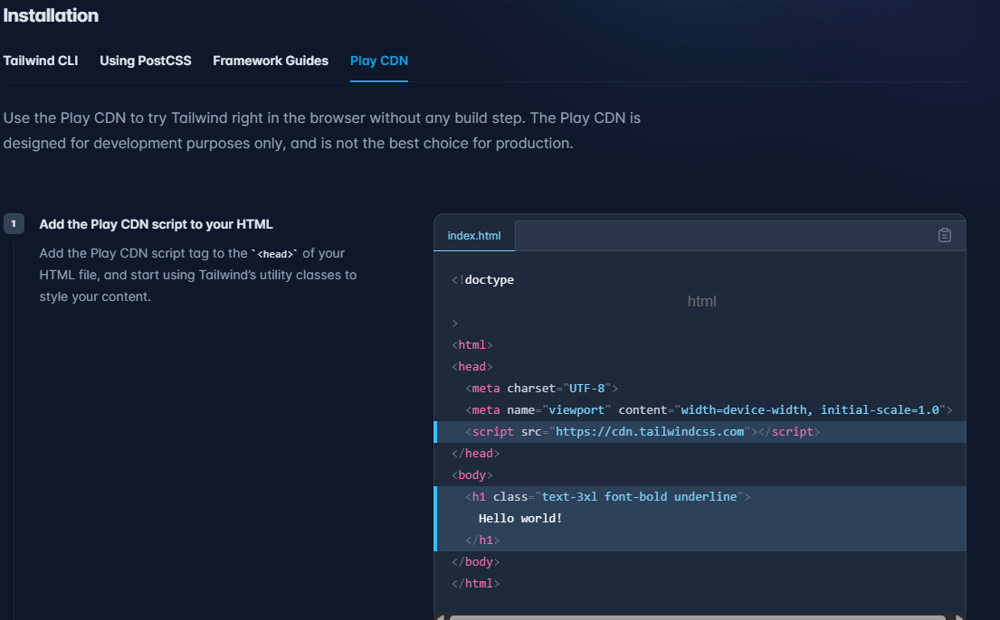 Installation
Tailwind CLI Using PostCSS Framework Guides Play CDN
Use the Play CDN to try Tailwind right in the browser without any build step. The Play CDN is
designed for development purposes only, and is not the best choice for production.
1 Add the Play CDN script to your HTML
Add the Play CDN script tag to the `<head>` of your
HTML file, and start using Tailwind’s utility classes to
style your content.
index.html
<!doctype
html
>
<html>
<head>
  <meta charset="UTF-8">
  <meta name="viewport" content="width=device-width, initial-scale=1.0">
  <script src="https://cdn.tailwindcss.com"></script>
</head>
<body>
  <h1 class="text-3xl font-bold underline">
    Hello world!
  </h1>
</body>
</html>